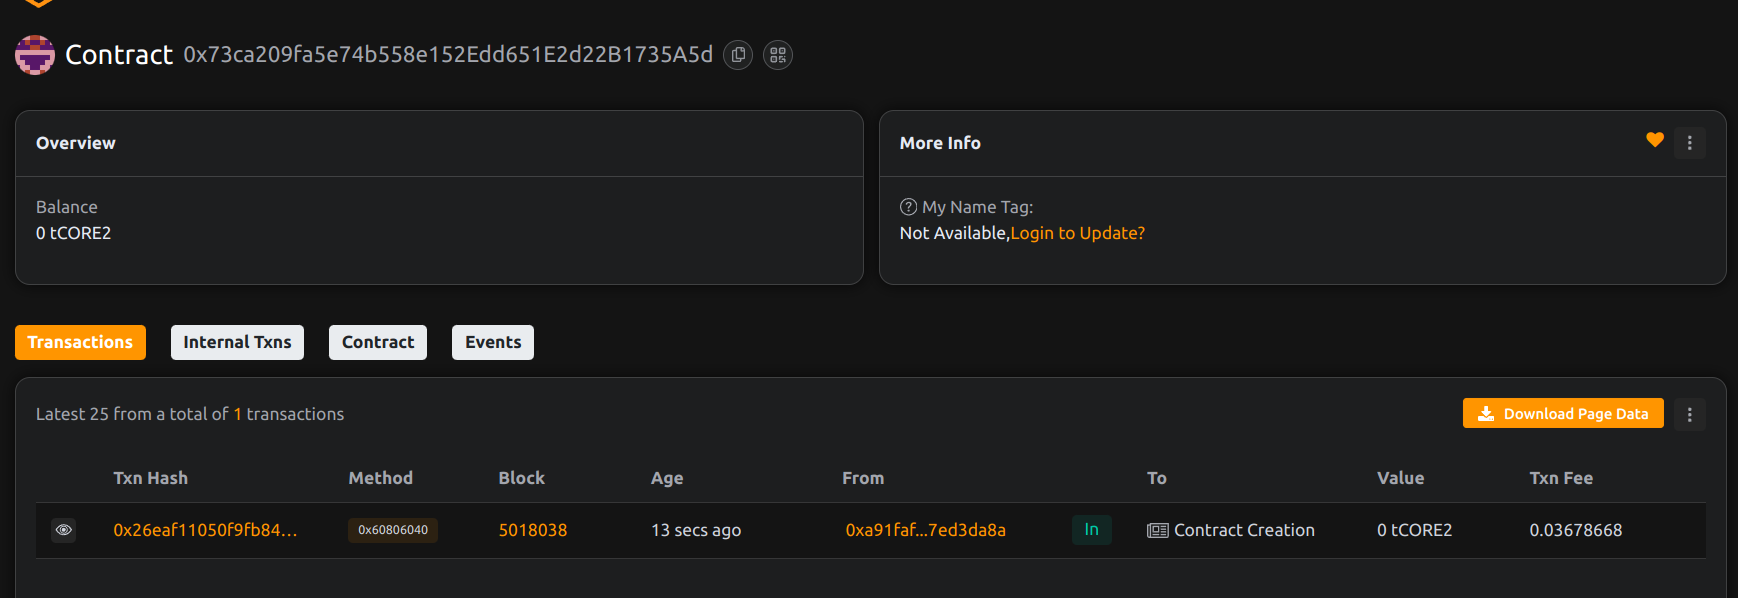 Contract 0x73ca209fa5e74b558e152Edd651E2d22B1735A5d
Overview
Balance
0 tCORE2
More Info
My Name Tag:
Not Available,Login to Update?
Transactions
Internal Txns
Contract
Events
Latest 25 from a total of 1 transactions
Download Page Data
Txn Hash Method Block Age From To Value Txn Fee
0x26eaf11050f9fb84... 0x60806040 5018038 13 secs ago 0xa91faf...7ed3da8a In Contract Creation 0 tCORE2 0.03678668